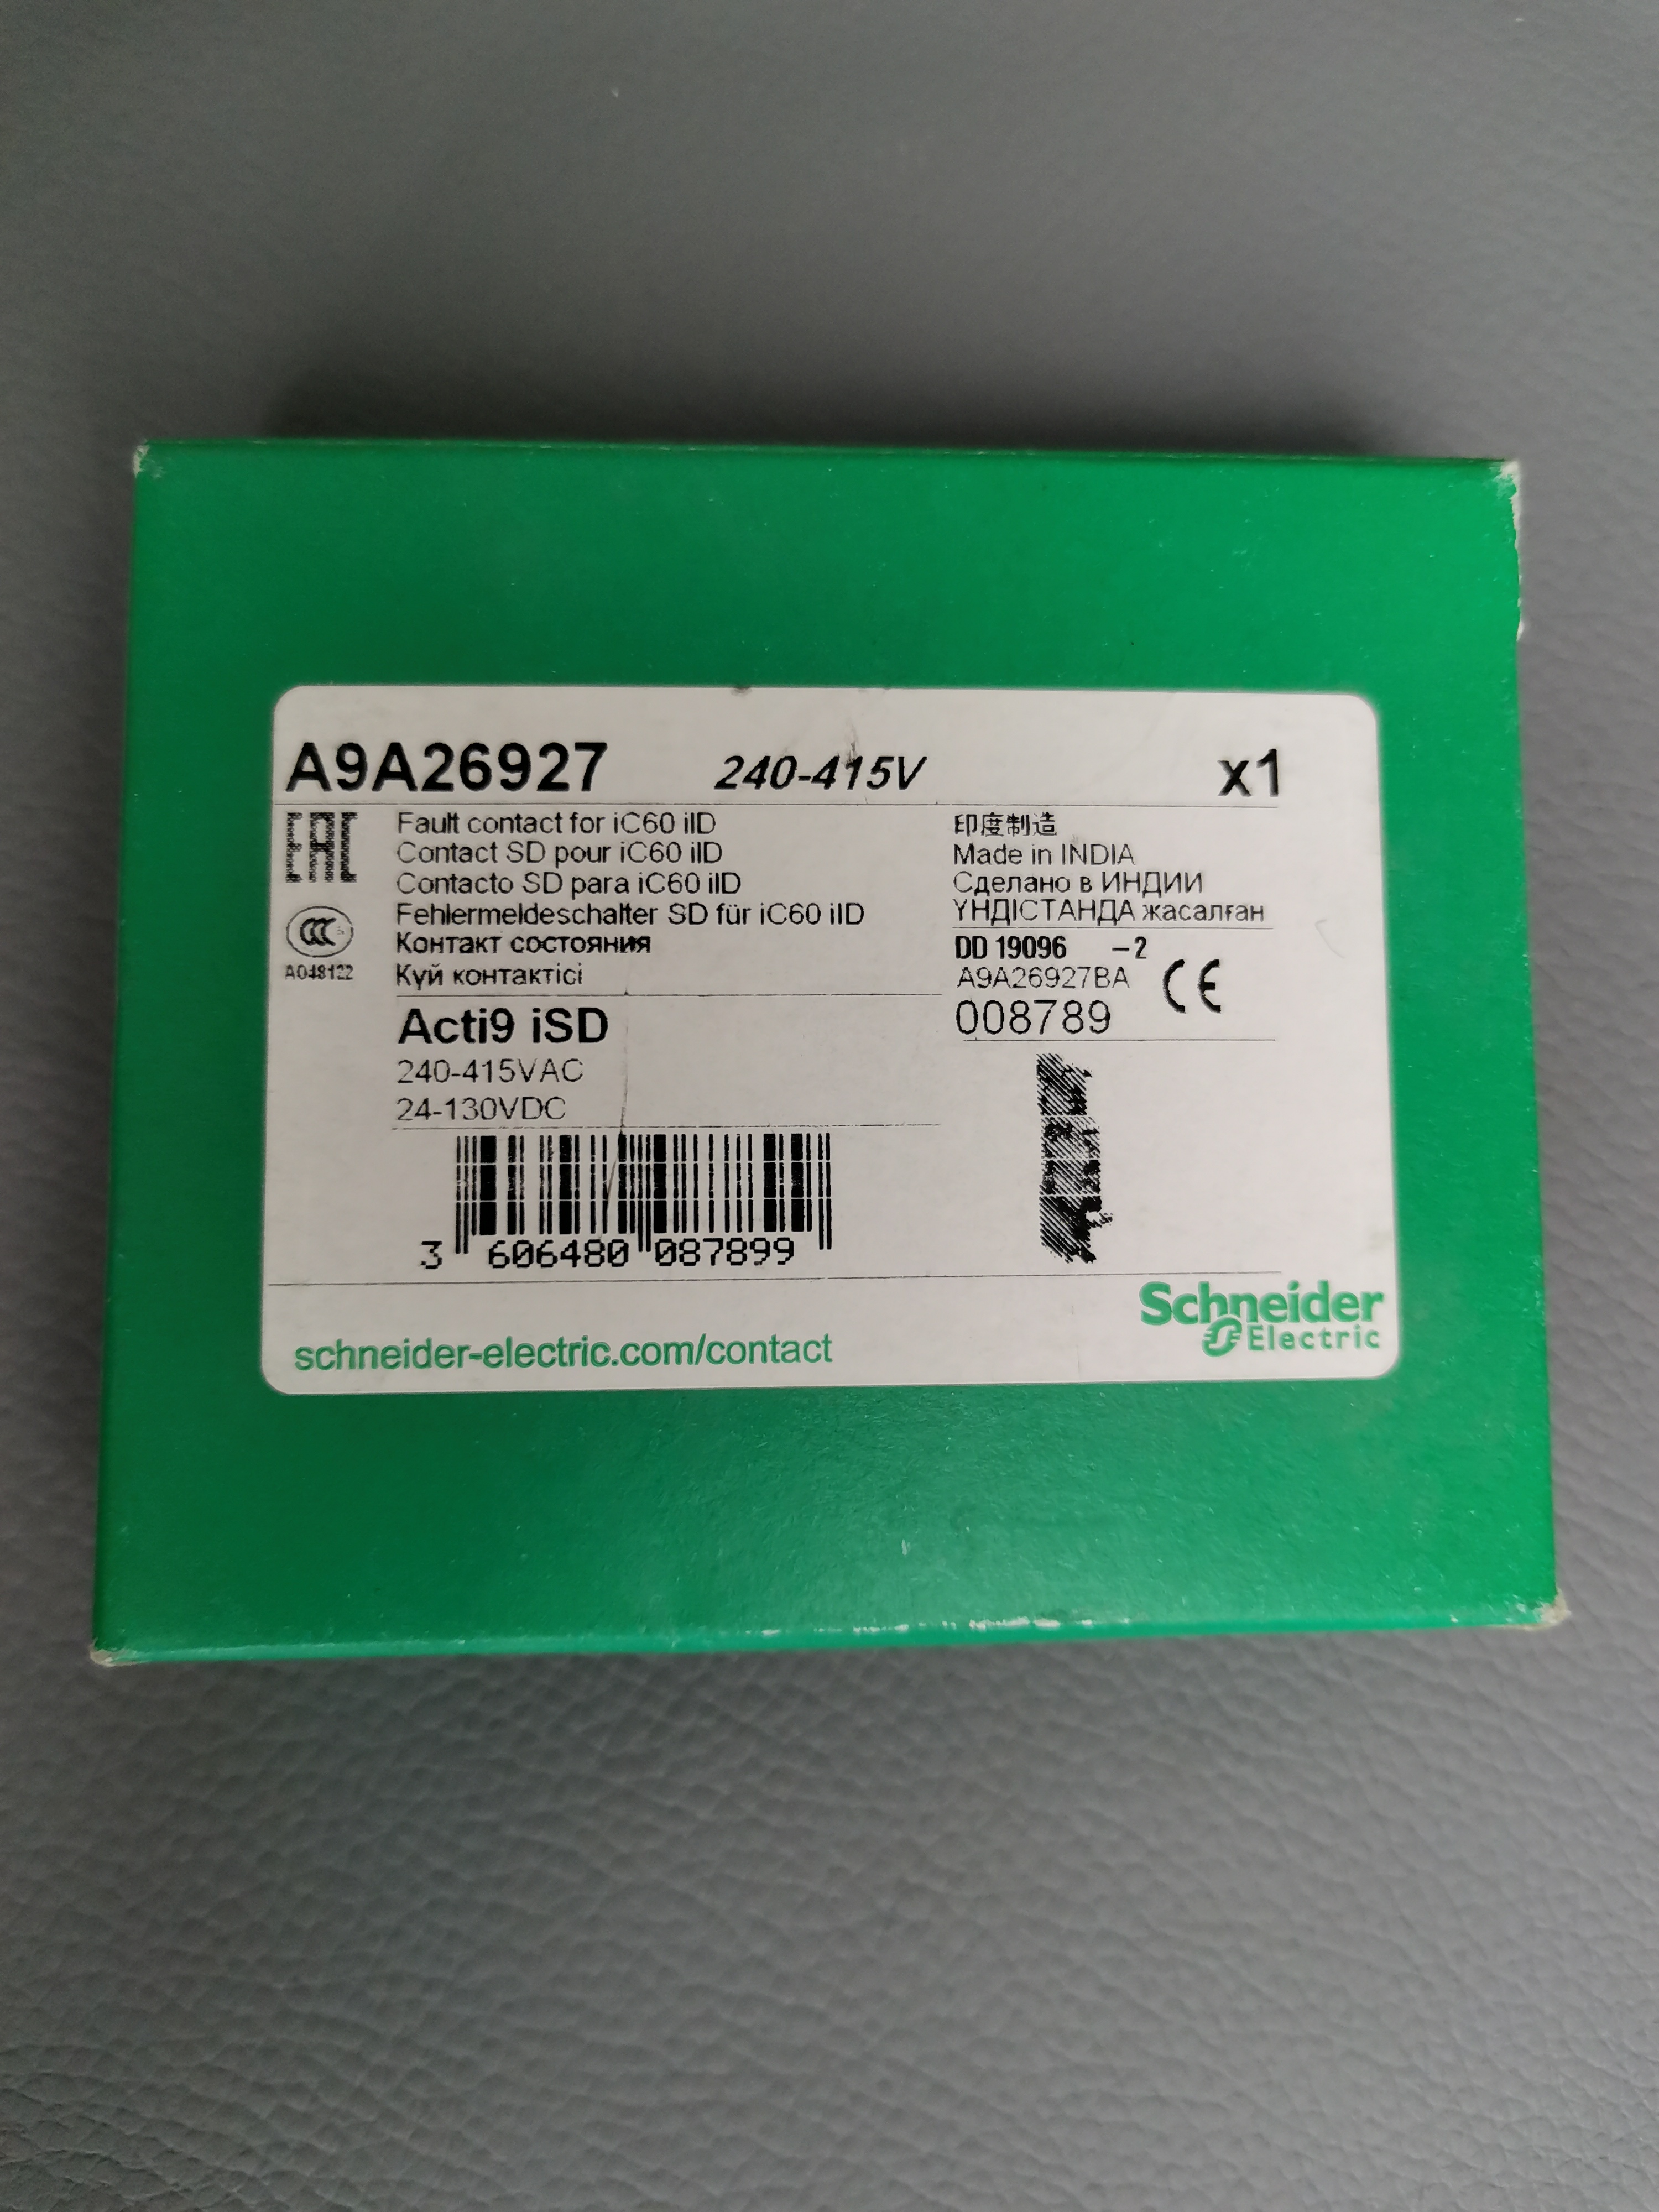 A9A26927 240-415V x1
EAC
Fault contact for iC60 iID
Contact SD pour iC60 iID
Contacto SD para iC60 iID
Fehlermeldeschalter SD für iC60 iID
Контакт состояния
Күй контактісі
CCC
A048122
印度制造
Made in INDIA
Сделано в ИНДИИ
ҮНДІСТАНДА жасалған
DD 19096 -2
A9A26927BA
CE
008789
Acti9 iSD
240-415VAC
24-130VDC
3 606480 087899
schneider-electric.com/contact
Schneider
Electric